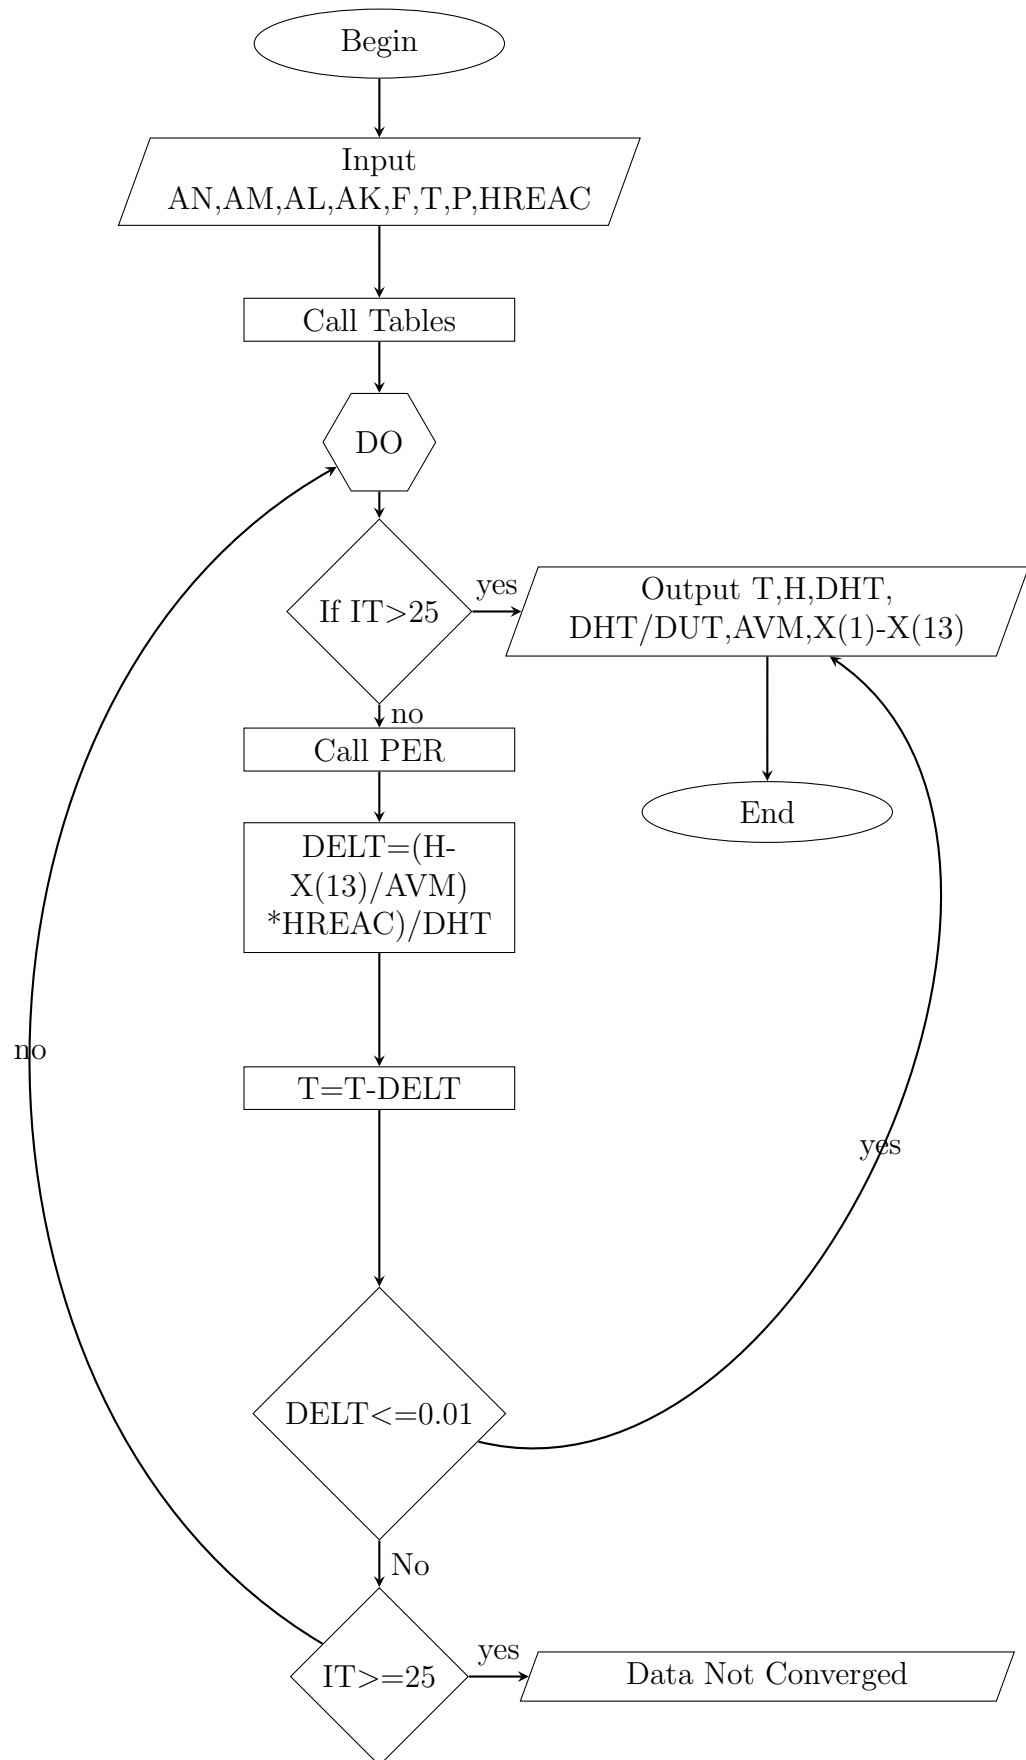 Begin
Input
AN,AM,AL,AK,F,T,P,HREAC
Call Tables
DO
If IT>25
yes
Output T,H,DHT,
DHT/DUT,AVM,X(1)-X(13)
no
Call PER
End
DELT=(H-
X(13)/AVM)
*HREAC)/DHT
no
T=T-DELT
yes
DELT<=0.01
No
IT>=25
yes
Data Not Converged